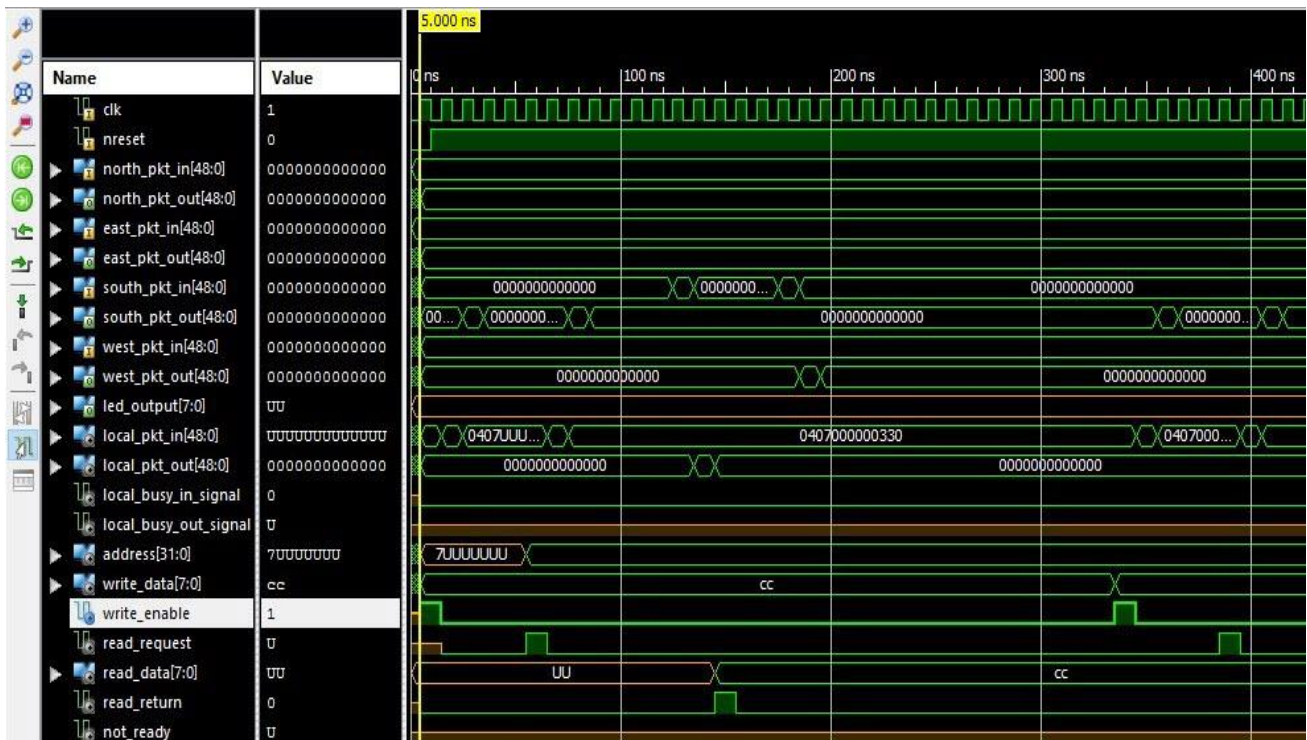 5.000 ns
Name Value 0 ns 100 ns 200 ns 300 ns 400 ns
clk 1
nreset 0
north_pkt_in[48:0] 0000000000000
north_pkt_out[48:0] 0000000000000
east_pkt_in[48:0] 0000000000000
east_pkt_out[48:0] 0000000000000
south_pkt_in[48:0] 0000000000000 0000000000000 0000000... 0000000000000
south_pkt_out[48:0] 0000000000000 00... 0000000... 0000000000000 0000000...
west_pkt_in[48:0] 0000000000000
west_pkt_out[48:0] 0000000000000 0000000000000 0000000000000
led_output[7:0] UU
local_pkt_in[48:0] UUUUUUUUUUUUU 0407UUU... 0407000000330 0407000...
local_pkt_out[48:0] 0000000000000 0000000000000 0000000000000
local_busy_in_signal 0
local_busy_out_signal U
address[31:0] 7UUUUUUU 7UUUUUUU
write_data[7:0] cc cc
write_enable 1
read_request U
read_data[7:0] UU UU cc
read_return 0
not_ready U